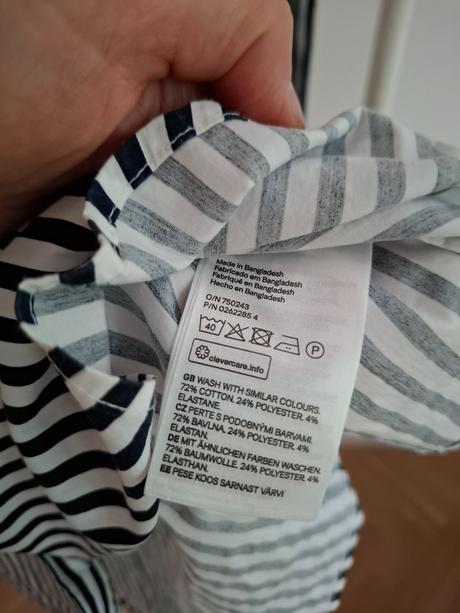 Made in Bangladesh
Fabricado em Bangladesh
Fabriqué en Bangladesh
Hecho en Bangladesh
O/N 750243
P/N 0262285 4
40 P
clevercare.info
GB WASH WITH SIMILAR COLOURS.
72% COTTON. 24% POLYESTER. 4%
ELASTANE.
CZ PERTE S PODOBNÝMI BARVAMI.
72% BAVLNA. 24% POLYESTER. 4%
ELASTAN.
DE MIT ÄHNLICHEN FARBEN WASCHEN.
72% BAUMWOLLE. 24% POLYESTER. 4%
ELASTHAN.
EE PESE KOOS SARNAST VÄRVI